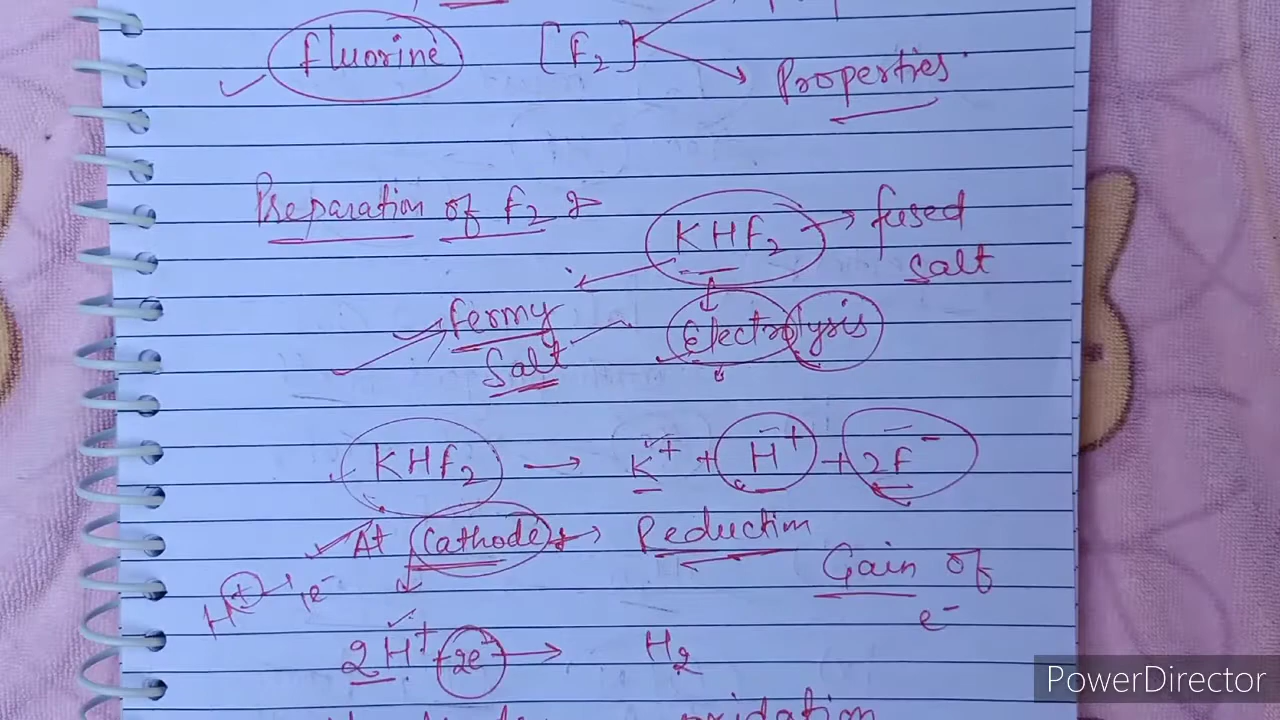 fluorine [F₂]
Properties
Preparation of F₂
KHF₂ → fused
Salt
fermy
Salt
Electrolysis
KHF₂ → K⁺ + H⁺ + 2F⁻
At Cathode → Reduction
Gain of
e⁻
H⁺ 1e⁻
2H⁺ + 2e⁻ → H₂
oxidation
PowerDirector